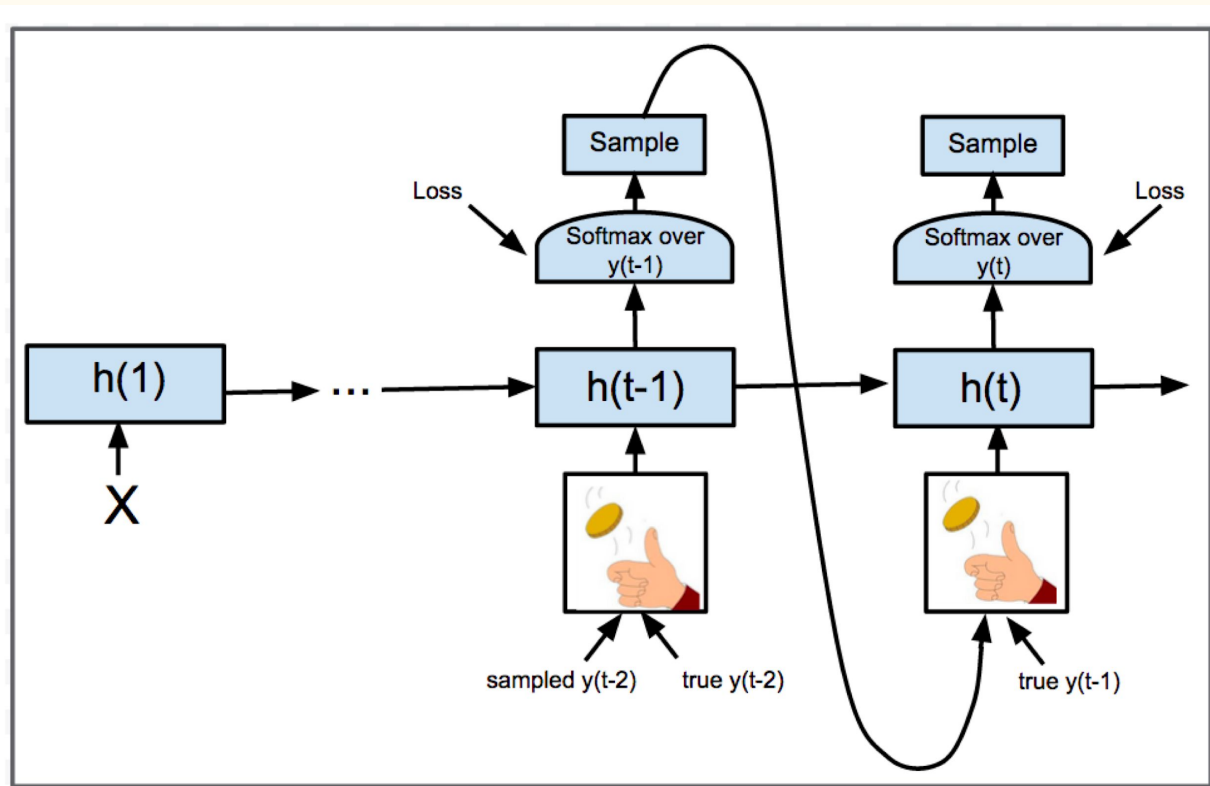 Sample
Sample
Loss
Loss
Softmax over
y(t-1)
Softmax over
y(t)
h(1)
...
h(t-1)
h(t)
X
sampled y(t-2)
true y(t-2)
true y(t-1)